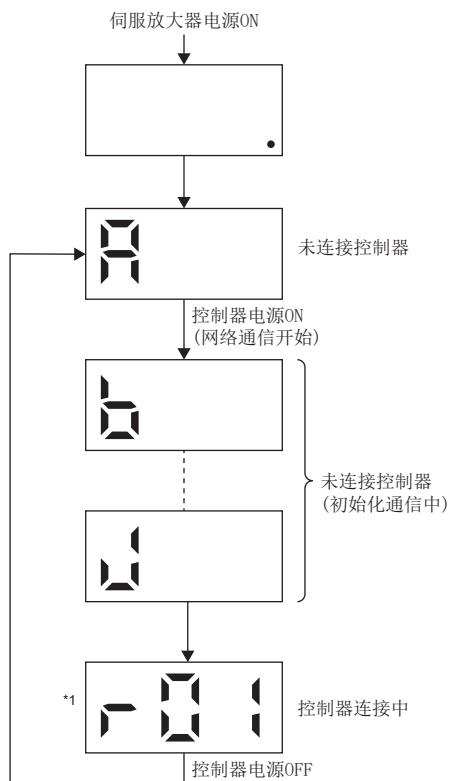 伺服放大器电源ON
A
未连接控制器
控制器电源ON
(网络通信开始)
b
未连接控制器
(初始化通信中)
J
*1
r01
控制器连接中
控制器电源OFF